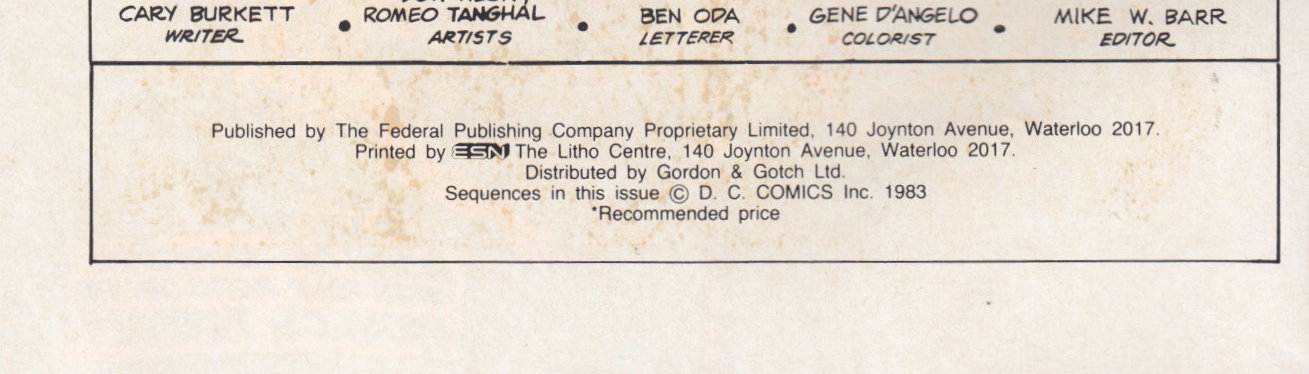 CARY BURKETT
WRITER
• ROMEO TANGHAL
ARTISTS
• BEN ODA
LETTERER
• GENE D'ANGELO
COLORIST
• MIKE W. BARR
EDITOR
Published by The Federal Publishing Company Proprietary Limited, 140 Joynton Avenue, Waterloo 2017.
Printed by ESN The Litho Centre, 140 Joynton Avenue, Waterloo 2017.
Distributed by Gordon & Gotch Ltd.
Sequences in this issue © D. C. COMICS Inc. 1983
*Recommended price